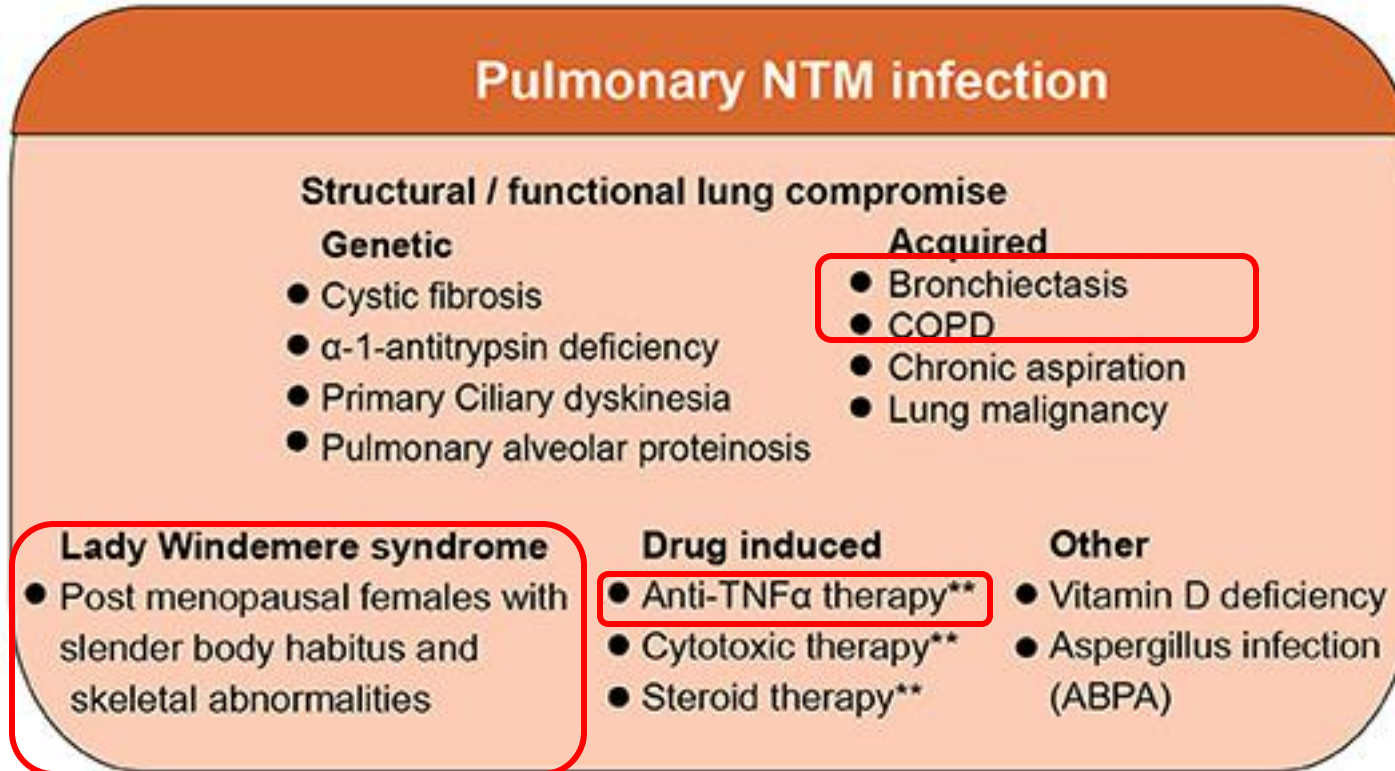 Pulmonary NTM infection
Structural / functional lung compromise
Genetic
● Cystic fibrosis
● α-1-antitrypsin deficiency
● Primary Ciliary dyskinesia
● Pulmonary alveolar proteinosis
Acquired
● Bronchiectasis
● COPD
● Chronic aspiration
● Lung malignancy
Lady Windemere syndrome
● Post menopausal females with
slender body habitus and
skeletal abnormalities
Drug induced
● Anti-TNFα therapy**
● Cytotoxic therapy**
● Steroid therapy**
Other
● Vitamin D deficiency
● Aspergillus infection
(ABPA)